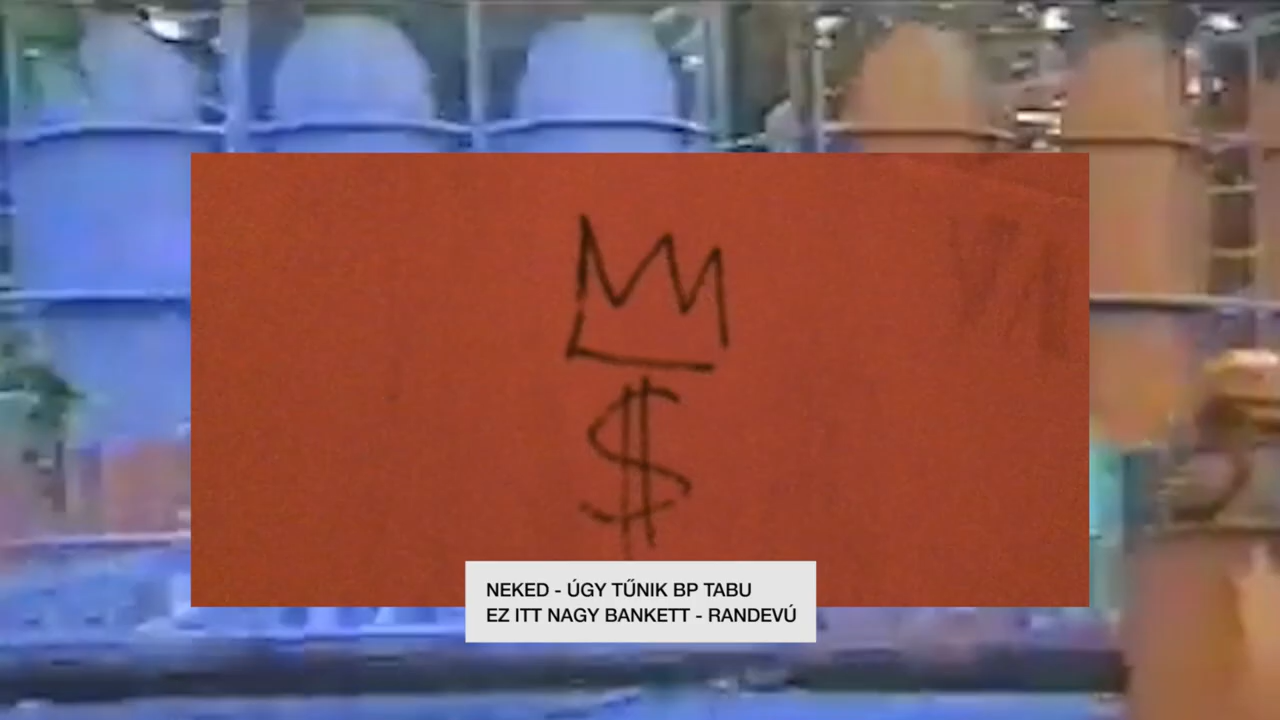 $
NEKED - ÚGY TŰNIK BP TABU
EZ ITT NAGY BANKETT - RANDEVÚ